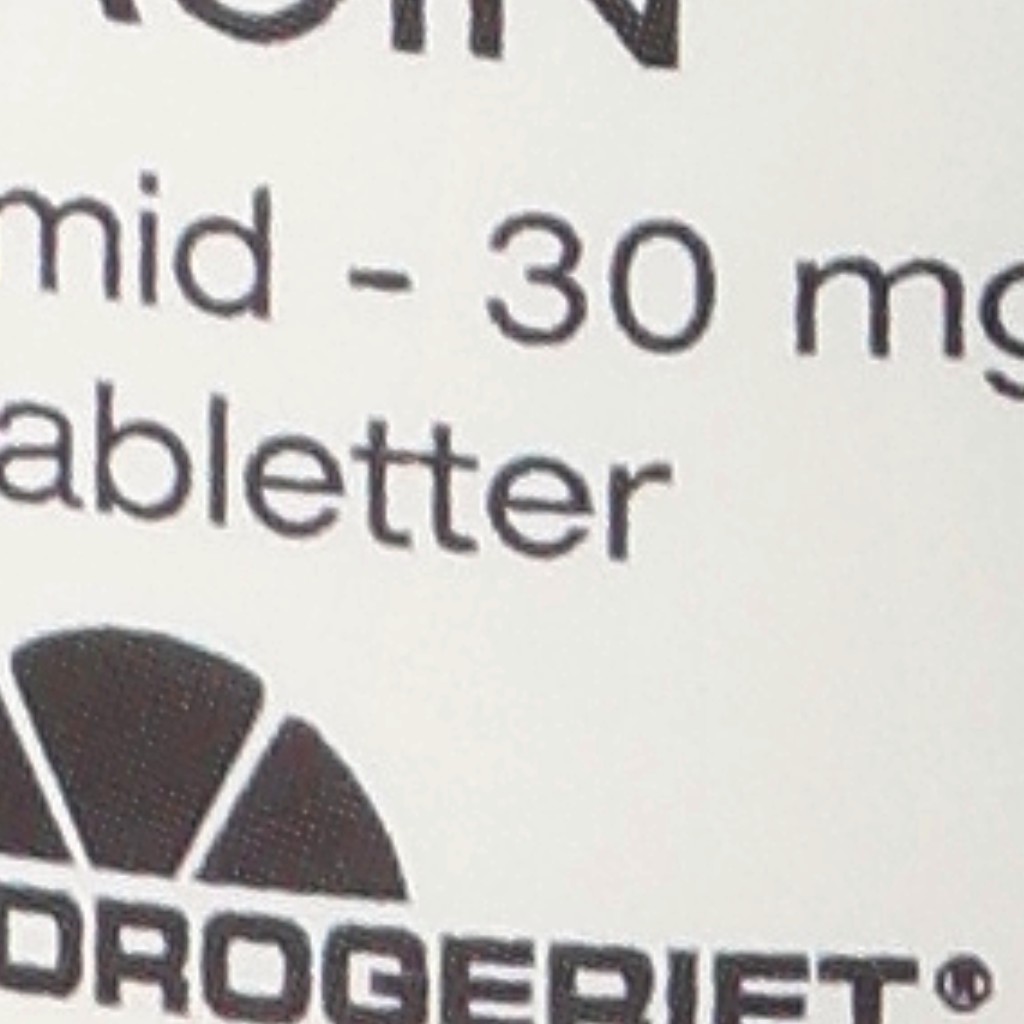 mid - 30 mg
abletter
DROGERIET®